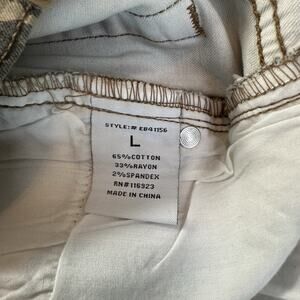 STYLE:# EB41156
L
65%COTTON
33%RAYON
2%SPANDEX
RN#116923
MADE IN CHINA